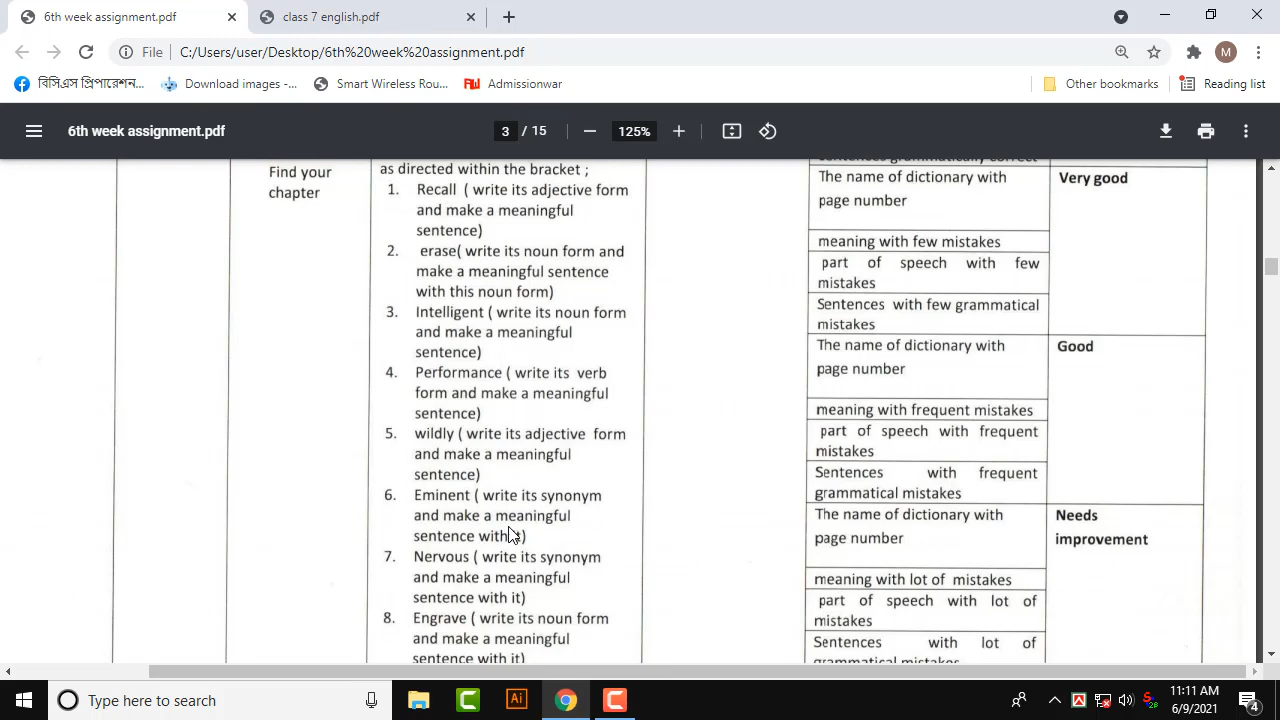 6th week assignment.pdf
class 7 english.pdf
File
C:/Users/user/Desktop/6th%20week%20assignment.pdf
M
বিসিএস প্রিপারেশন...
Download images -...
Smart Wireless Rou...
Admissionwar
Other bookmarks
Reading list
6th week assignment.pdf
3 / 15
125%
Find your
chapter
as directed within the bracket ;
1. Recall ( write its adjective form
and make a meaningful
sentence)
2. erase( write its noun form and
make a meaningful sentence
with this noun form)
3. Intelligent ( write its noun form
and make a meaningful
sentence)
4. Performance ( write its verb
form and make a meaningful
sentence)
5. wildly ( write its adjective form
and make a meaningful
sentence)
6. Eminent ( write its synonym
and make a meaningful
sentence with it)
7. Nervous ( write its synonym
and make a meaningful
sentence with it)
8. Engrave ( write its noun form
and make a meaningful
sentence with it)
sentences grammatically correct
The name of dictionary with
page number
Very good
meaning with few mistakes
part of speech with few
mistakes
Sentences with few grammatical
mistakes
The name of dictionary with
page number
Good
meaning with frequent mistakes
part of speech with frequent
mistakes
Sentences with frequent
grammatical mistakes
The name of dictionary with
page number
Needs
improvement
meaning with lot of mistakes
part of speech with lot of
mistakes
Sentences with lot of
grammatical mistakes
Type here to search
11:11 AM
6/9/2021
4